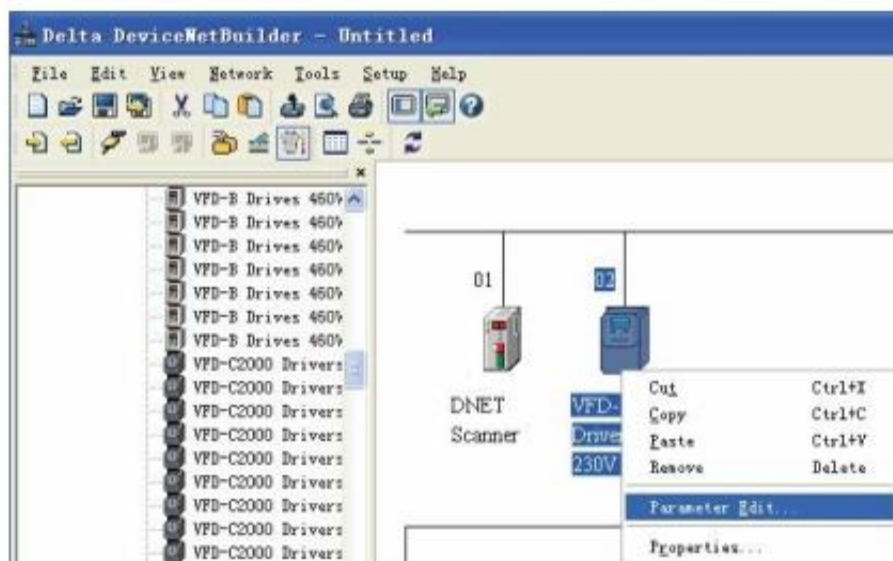 Delta DeviceNetBuilder - Untitled
File Edit View Network Tools Setup Help
VFD-B Drives 460V
VFD-B Drives 460V
VFD-B Drives 460V
VFD-B Drives 460V
VFD-B Drives 460V
VFD-B Drives 460V
VFD-B Drives 460V
VFD-C2000 Drivers
VFD-C2000 Drivers
VFD-C2000 Drivers
VFD-C2000 Drivers
VFD-C2000 Drivers
VFD-C2000 Drivers
VFD-C2000 Drivers
VFD-C2000 Drivers
VFD-C2000 Drivers
01
02
DNET
Scanner
VFD-
Driver
230V
Cut Ctrl+X
Copy Ctrl+C
Paste Ctrl+V
Remove Delete
Parameter Edit...
Properties...